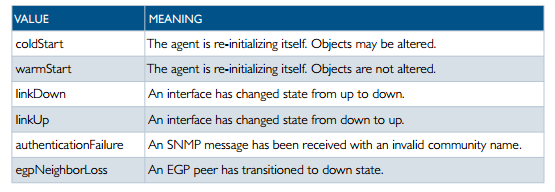 VALUE MEANING
coldStart The agent is re-initializing itself. Objects may be altered.
warmStart The agent is re-initializing itself. Objects are not altered.
linkDown An interface has changed state from up to down.
linkUp An interface has changed state from down to up.
authenticationFailure An SNMP message has been received with an invalid community name.
egpNeighborLoss An EGP peer has transitioned to down state.